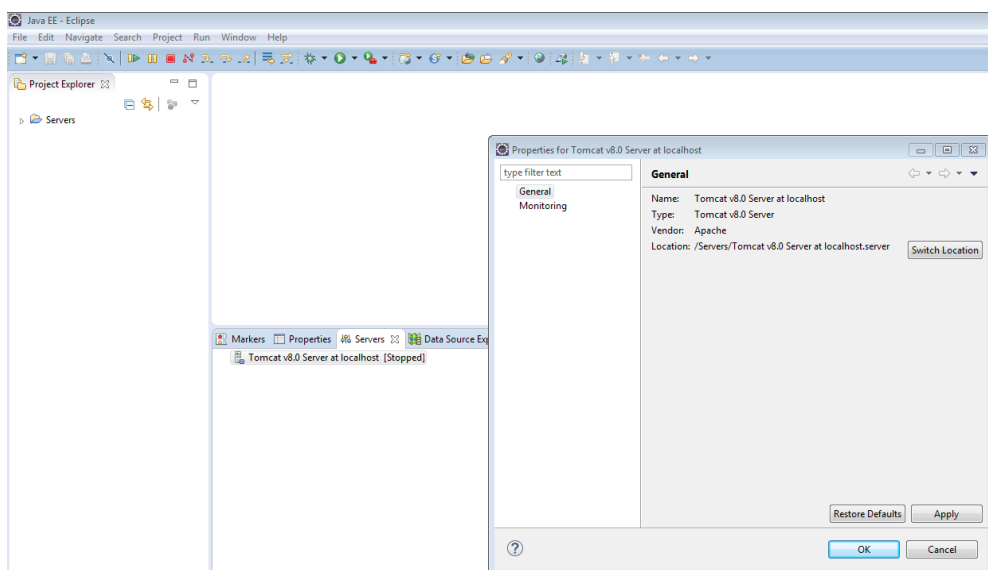 Java EE - Eclipse
File Edit Navigate Search Project Run Window Help
Project Explorer
Servers
Properties for Tomcat v8.0 Server at localhost
type filter text
General
Monitoring
General
Name: Tomcat v8.0 Server at localhost
Type: Tomcat v8.0 Server
Vendor: Apache
Location: /Servers/Tomcat v8.0 Server at localhost.server
Switch Location
Restore Defaults Apply
OK Cancel
Markers Properties Servers Data Source
Tomcat v8.0 Server at localhost [Stopped]